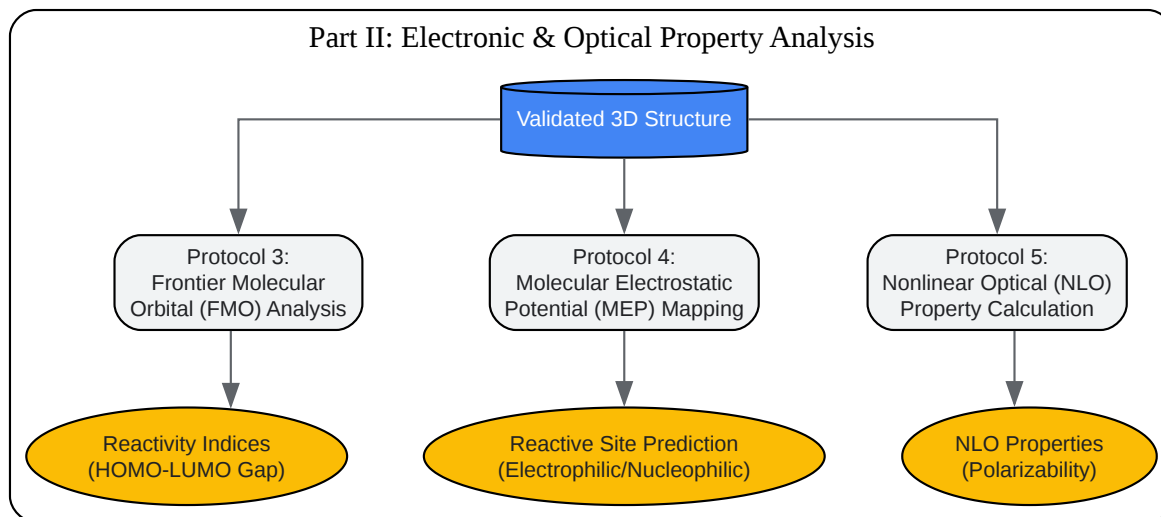 Part II: Electronic & Optical Property Analysis
Validated 3D Structure
Protocol 3:
Frontier Molecular
Orbital (FMO) Analysis
Protocol 4:
Molecular Electrostatic
Potential (MEP) Mapping
Protocol 5:
Nonlinear Optical (NLO)
Property Calculation
Reactivity Indices
(HOMO-LUMO Gap)
Reactive Site Prediction
(Electrophilic/Nucleophilic)
NLO Properties
(Polarizability)